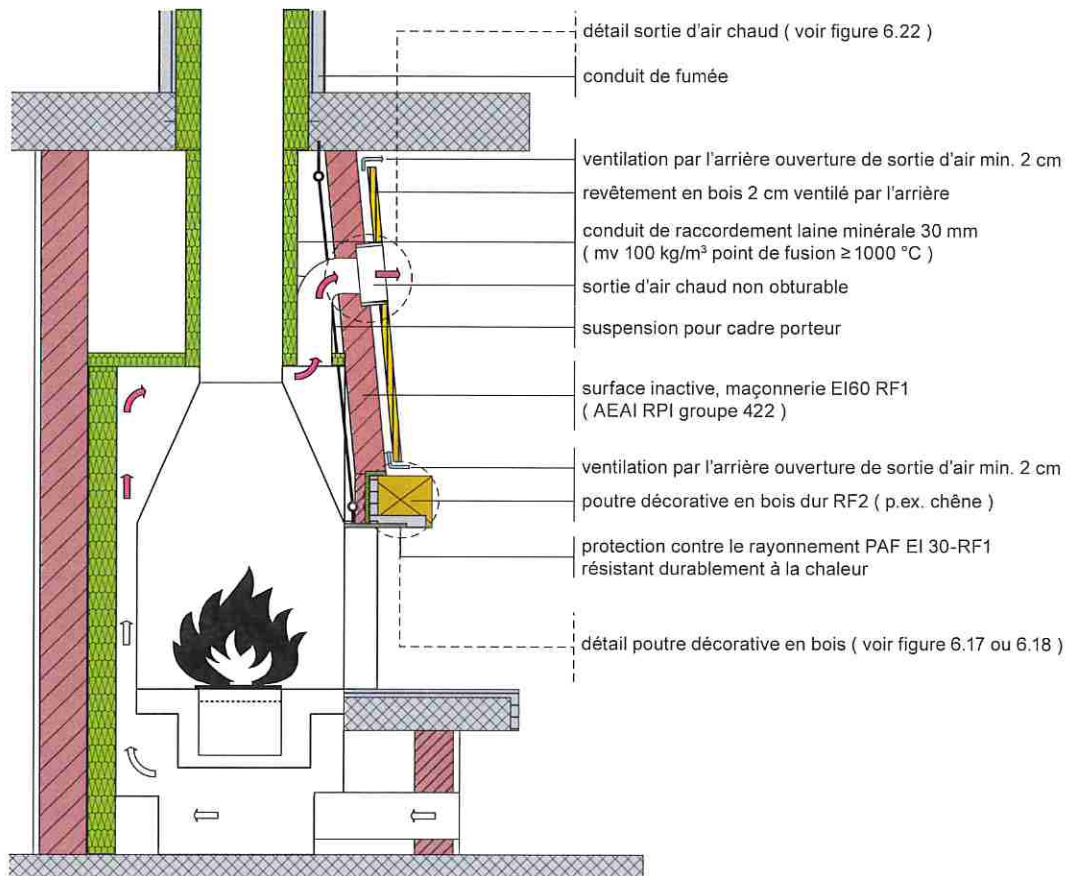 détail sortie d'air chaud ( voir figure 6.22 )
conduit de fumée
ventilation par l'arrière ouverture de sortie d'air min. 2 cm
revêtement en bois 2 cm ventilé par l'arrière
conduit de raccordement laine minérale 30 mm
( mv 100 kg/m³ point de fusion ≥ 1000 °C )
sortie d'air chaud non obturable
suspension pour cadre porteur
surface inactive, maçonnerie EI60 RF1
( AEAI RPI groupe 422 )
ventilation par l'arrière ouverture de sortie d'air min. 2 cm
poutre décorative en bois dur RF2 ( p.ex. chêne )
protection contre le rayonnement PAF EI 30-RF1
résistant durablement à la chaleur
détail poutre décorative en bois ( voir figure 6.17 ou 6.18 )